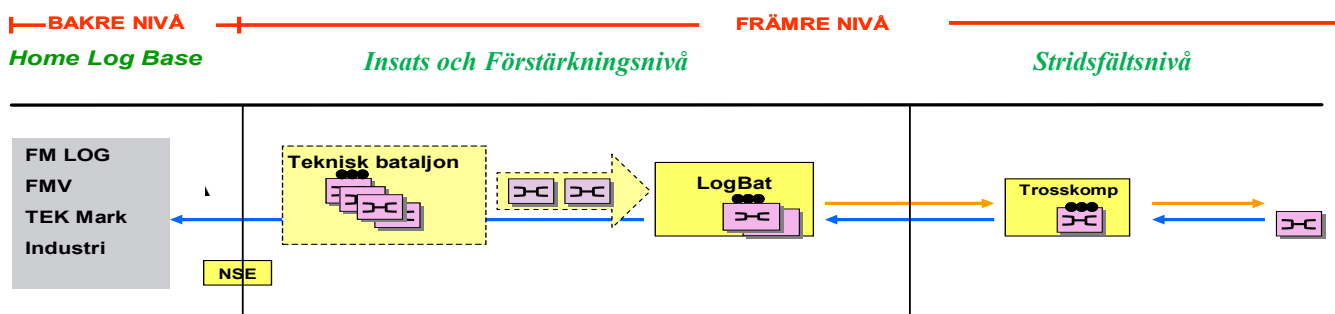 BAKRE NIVÅ
FRÄMRE NIVÅ
Home Log Base
Insats och Förstärkningsnivå
Stridsfältsnivå
FM LOG
FMV
TEK Mark
Industri
Teknisk bataljon
LogBat
Trosskomp
NSE